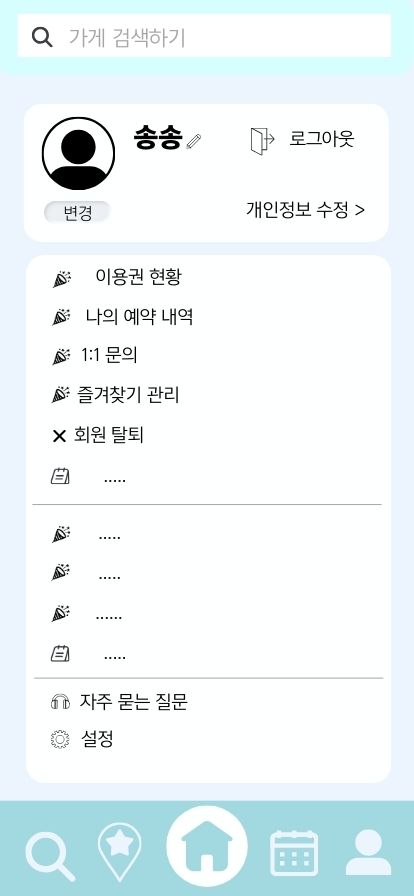 가게 검색하기
송송
로그아웃
변경
개인정보 수정 >
이용권 현황
나의 예약 내역
1:1 문의
즐겨찾기 관리
회원 탈퇴
.....
.....
.....
......
.....
자주 묻는 질문
설정